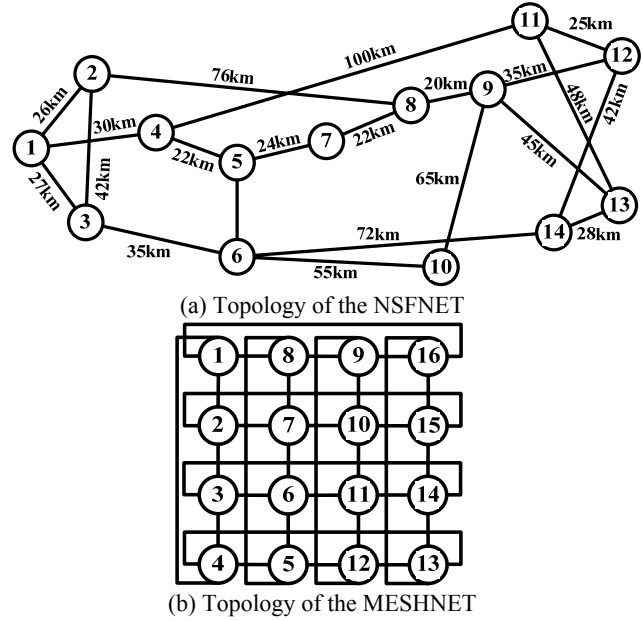 11
25km
12
100km
2
76km
20km
9
35km
26km
8
48km
42km
30km
4
7
22km
1
22km
5
24km
45km
27km
42km
65km
3
13
72km
14
28km
35km
6
55km
10
(a) Topology of the NSFNET
1 8 9 16
2 7 10 15
3 6 11 14
4 5 12 13
(b) Topology of the MESHNET